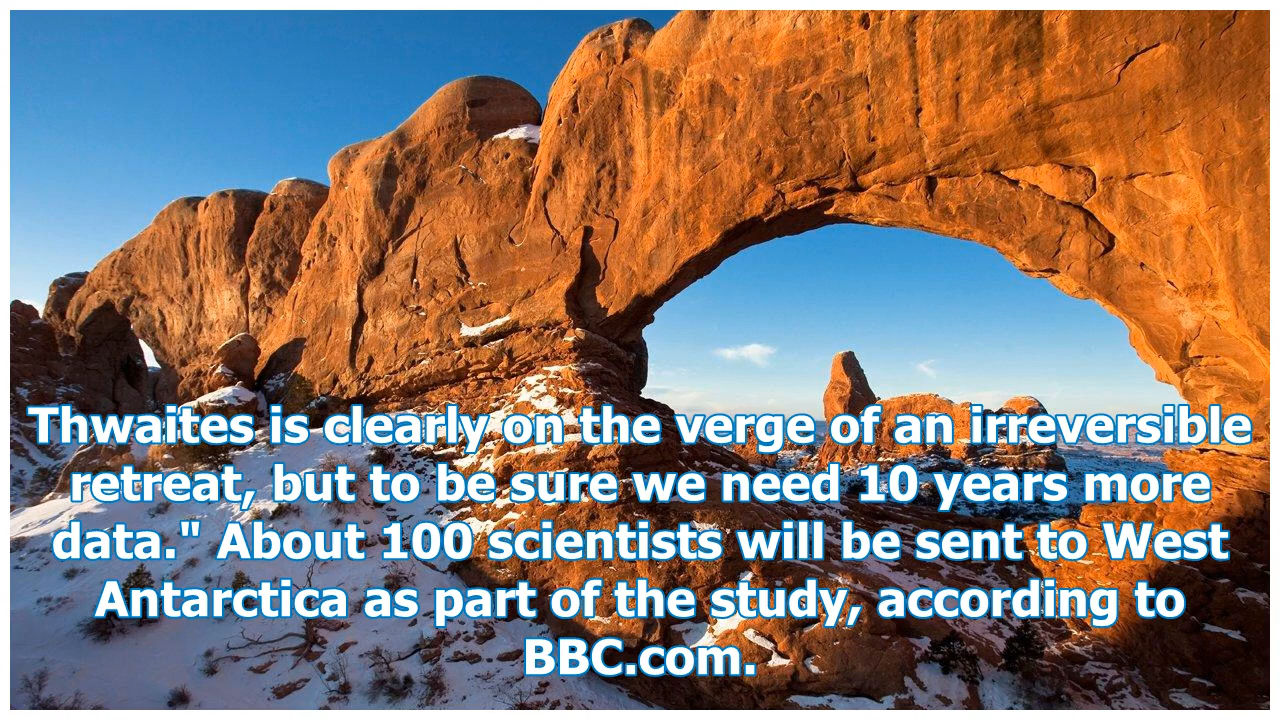 Thwaites is clearly on the verge of an irreversible
retreat, but to be sure we need 10 years more
data." About 100 scientists will be sent to West
Antarctica as part of the study, according to
BBC.com.